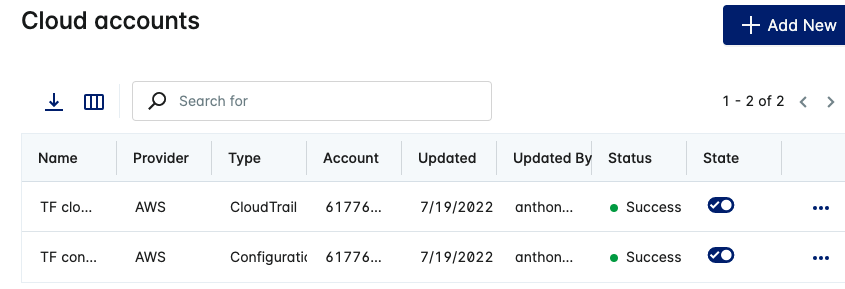 Cloud accounts
Add New
Search for
1 - 2 of 2
Name Provider Type Account Updated Updated By Status State
TF clo... AWS CloudTrail 61776... 7/19/2022 anthon... Success
TF con... AWS Configuratio 61776... 7/19/2022 anthon... Success